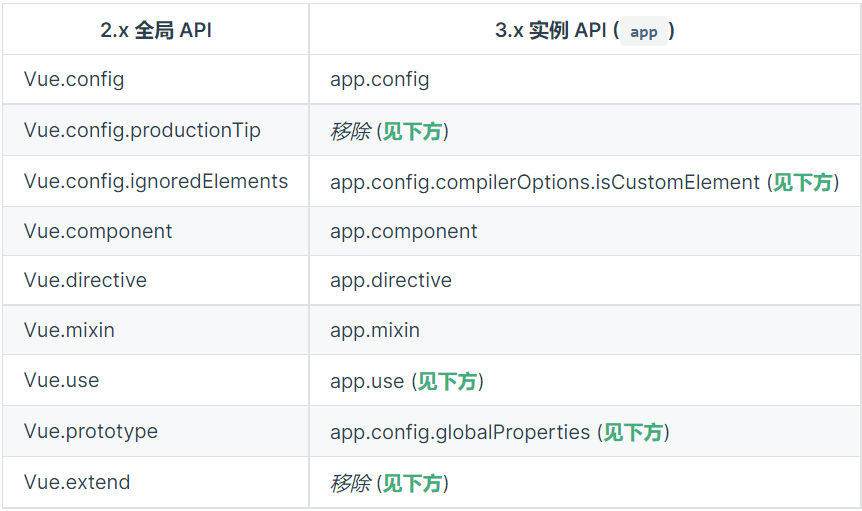 2.x 全局 API 3.x 实例 API ( app )
Vue.config app.config
Vue.config.productionTip 移除 (见下方)
Vue.config.ignoredElements app.config.compilerOptions.isCustomElement (见下方)
Vue.component app.component
Vue.directive app.directive
Vue.mixin app.mixin
Vue.use app.use (见下方)
Vue.prototype app.config.globalProperties (见下方)
Vue.extend 移除 (见下方)